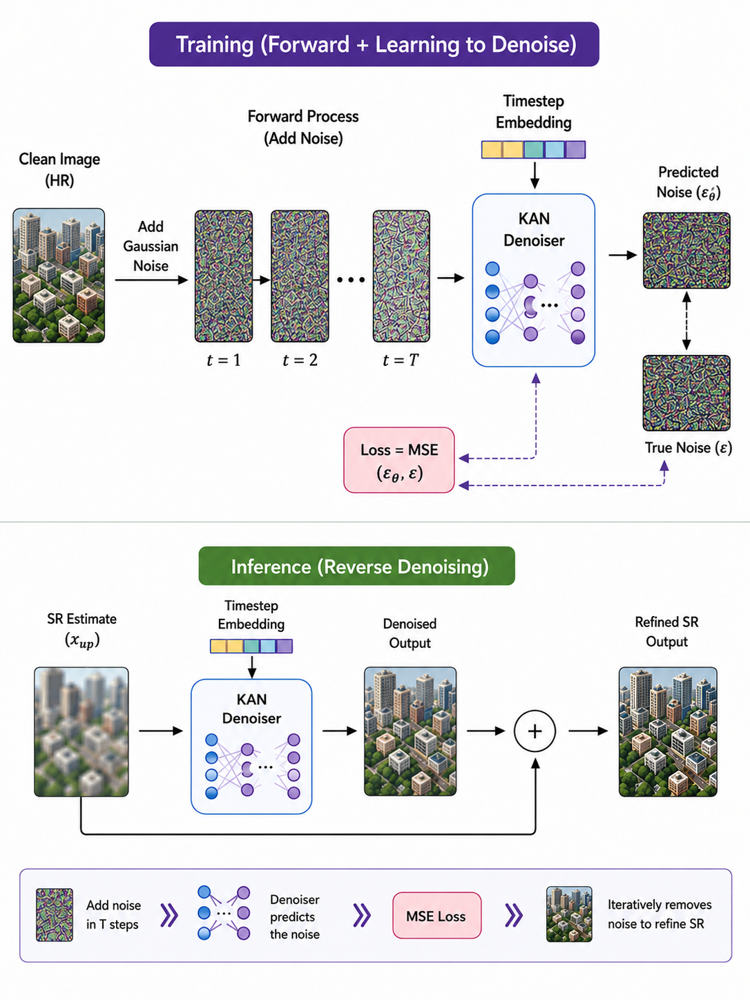 Training (Forward + Learning to Denoise)
Timestep
Embedding
Forward Process
(Add Noise)
Clean Image
(HR)
Predicted
Noise (ε′θ)
Add
Gaussian
Noise
KAN
Denoiser
...
...
t = 1
t = 2
t = T
True Noise (ε)
Loss = MSE
(εθ, ε)
Inference (Reverse Denoising)
Timestep
Embedding
SR Estimate
(xup)
Denoised
Output
Refined SR
Output
KAN
Denoiser
...
+
Add noise
in T steps
...
Denoiser
predicts
the noise
MSE Loss
Iteratively removes
noise to refine SR